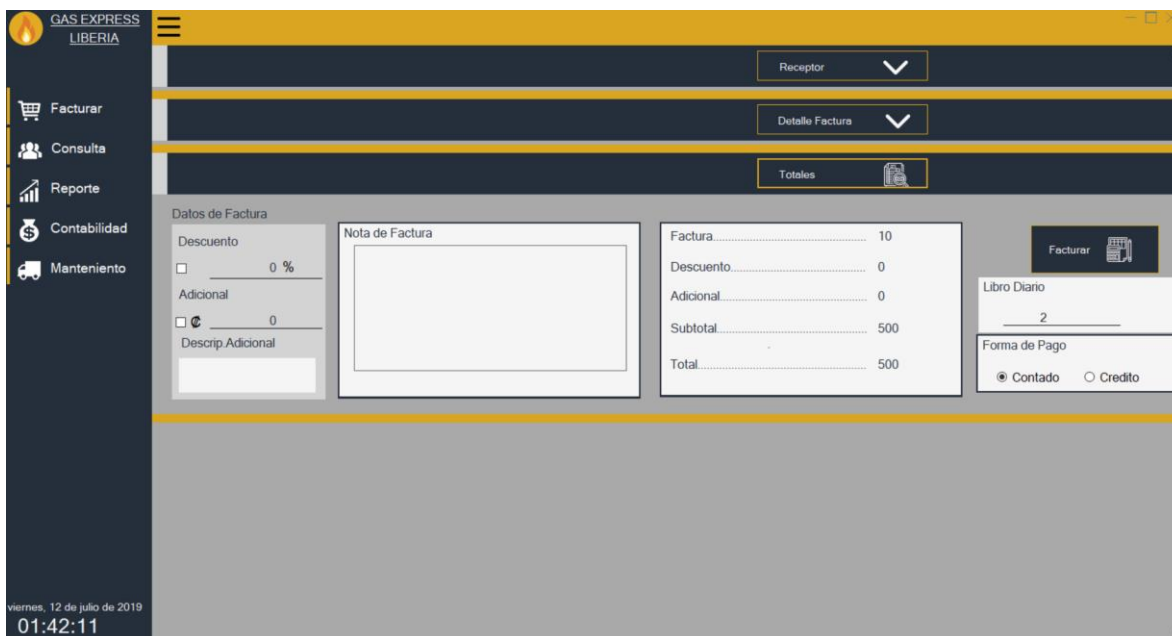 GAS EXPRESS
LIBERIA
Facturar
Consulta
Reporte
Contabilidad
Manteniento
viernes, 12 de julio de 2019
01:42:11
Receptor
Detalle Factura
Totales
Datos de Factura
Descuento
0 %
Adicional
₡ 0
Descrip.Adicional
Nota de Factura
Factura 10
Descuento 0
Adicional 0
Subtotal 500
Total 500
Facturar
Libro Diario
2
Forma de Pago
Contado Credito